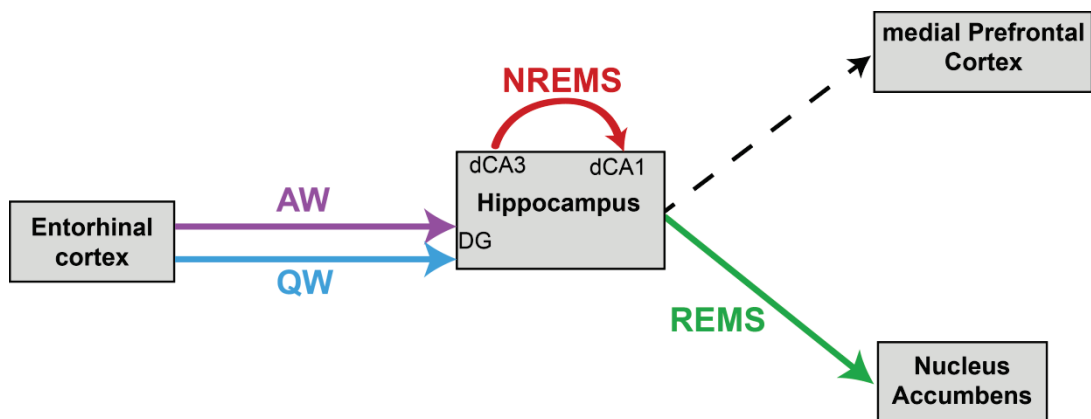 medial Prefrontal
Cortex
NREMS
dCA3
dCA1
Hippocampus
AW
Entorhinal
cortex
DG
QW
REMS
Nucleus
Accumbens